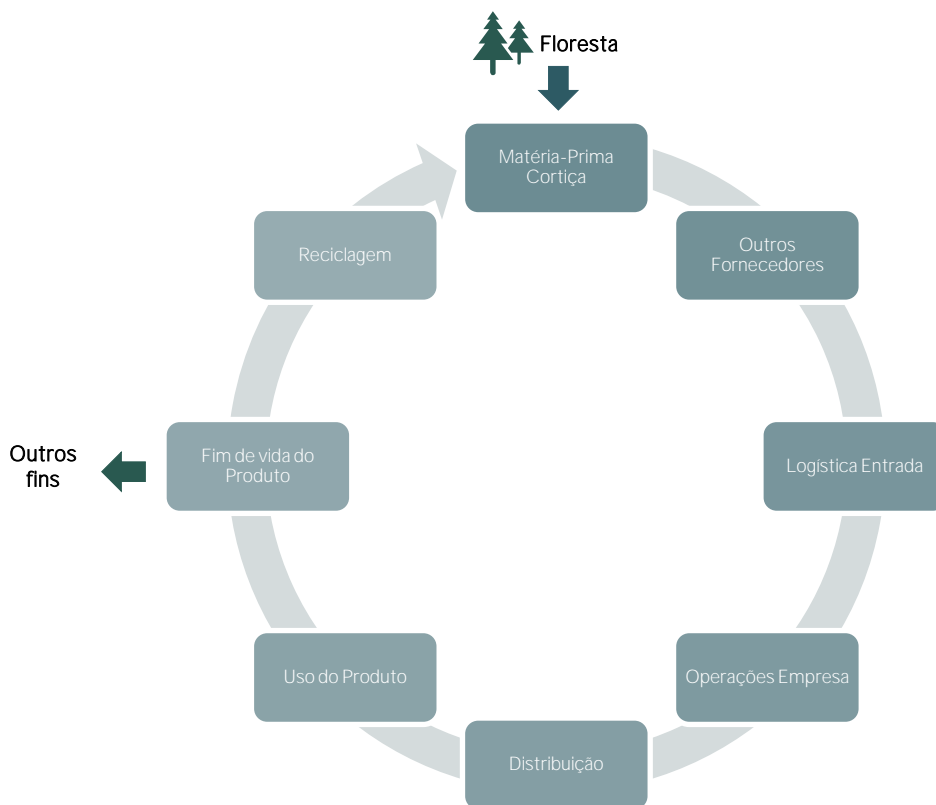 Floresta
Matéria-Prima
Cortiça
Outros
Fornecedores
Logística Entrada
Operações Empresa
Distribuição
Uso do Produto
Fim de vida do
Produto
Outros
fins
Reciclagem